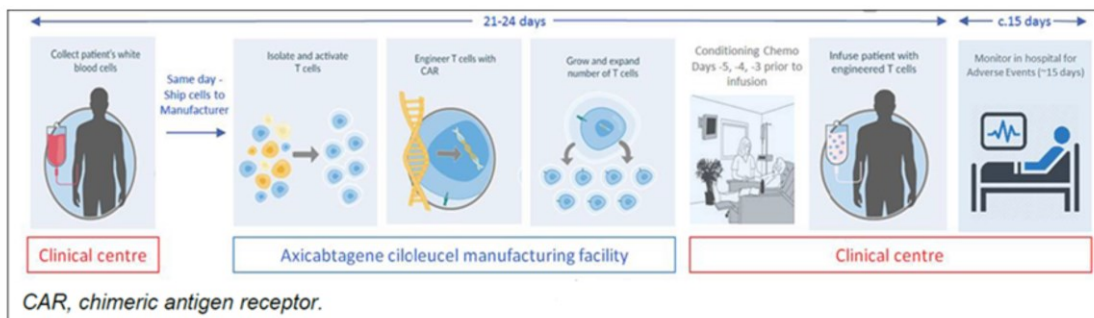 21-24 days
c.15 days
Collect patient's white
blood cells
Same day -
Ship cells to
Manufacturer
Isolate and activate
T cells
Engineer T cells with
CAR
Grow and expand
number of T cells
Conditioning Chemo
Days -5, -4, -3 prior to
infusion
Infuse patient with
engineered T cells
Monitor in hospital for
Adverse Events (~15 days)
Clinical centre
Axicabtagene ciloleucel manufacturing facility
Clinical centre
CAR, chimeric antigen receptor.